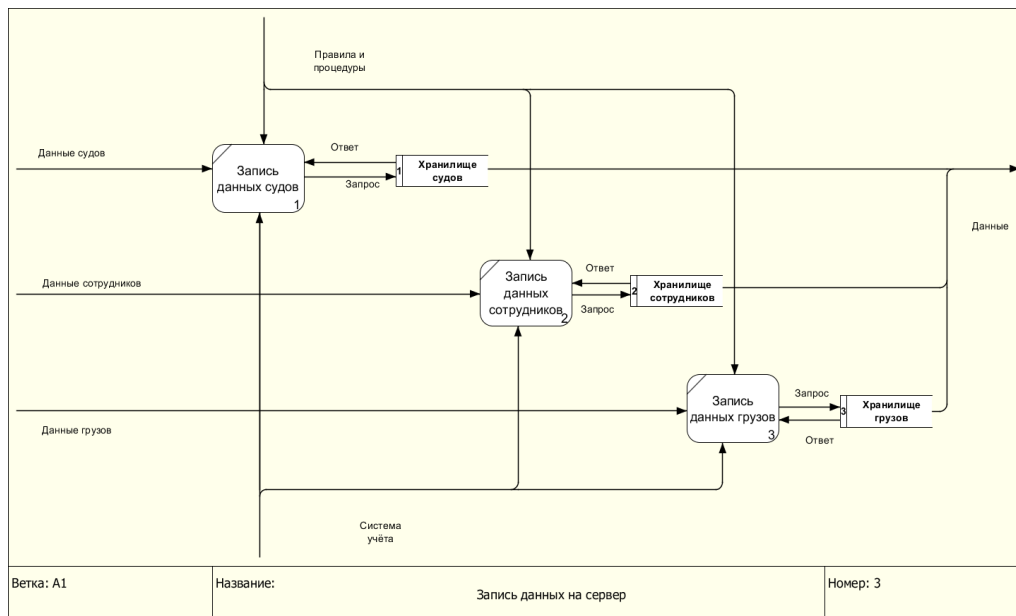 Правила и
процедуры
Данные судов
Запись
данных судов
1
Ответ
Запрос
1
Хранилище
судов
Данные
Данные сотрудников
Запись
данных
сотрудников
2
Ответ
Запрос
2
Хранилище
сотрудников
Данные грузов
Запись
данных грузов
3
Запрос
Ответ
3
Хранилище
грузов
Система
учёта
Ветка: A1
Название:
Запись данных на сервер
Номер: 3